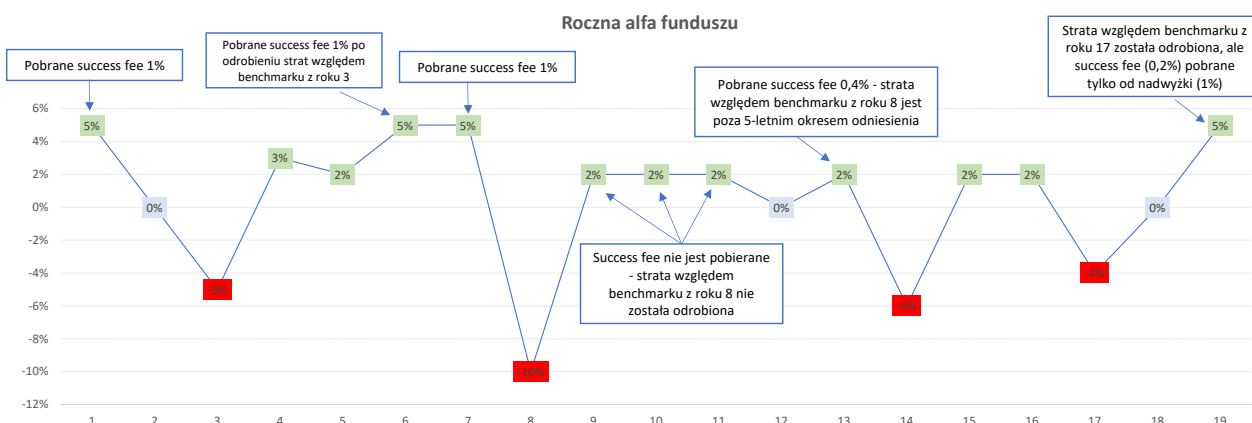 Roczna alfa funduszu
Pobrane success fee 1%
Pobrane success fee 1% po
odrobieniu strat względem
benchmarku z roku 3
Pobrane success fee 1%
Pobrane success fee 0,4% - strata
względem benchmarku z roku 8 jest
poza 5-letnim okresem odniesienia
Strata względem benchmarku z
roku 17 została odrobiona, ale
success fee (0,2%) pobrane
tylko od nadwyżki (1%)
6%
4%
2%
0%
-2%
-4%
-6%
-8%
-10%
-12%
5%
0%
-5%
3%
2%
5%
5%
-10%
2%
2%
2%
0%
2%
-6%
2%
2%
-4%
0%
5%
Success fee nie jest pobierane
- strata względem
benchmarku z roku 8 nie
została odrobiona
1 2 3 4 5 6 7 8 9 10 11 12 13 14 15 16 17 18 19